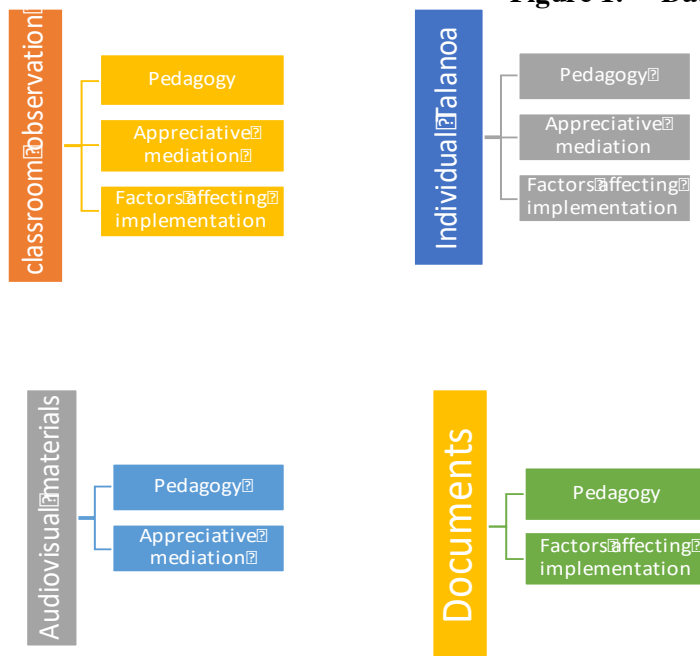 Figure 1.
classroom observation
Pedagogy
Appreciative
mediation
Factors affecting
implementation
Individual Talanoa
Pedagogy
Appreciative
mediation
Factors affecting
implementation
Audiovisual materials
Pedagogy
Appreciative
mediation
Documents
Pedagogy
Factors affecting
implementation